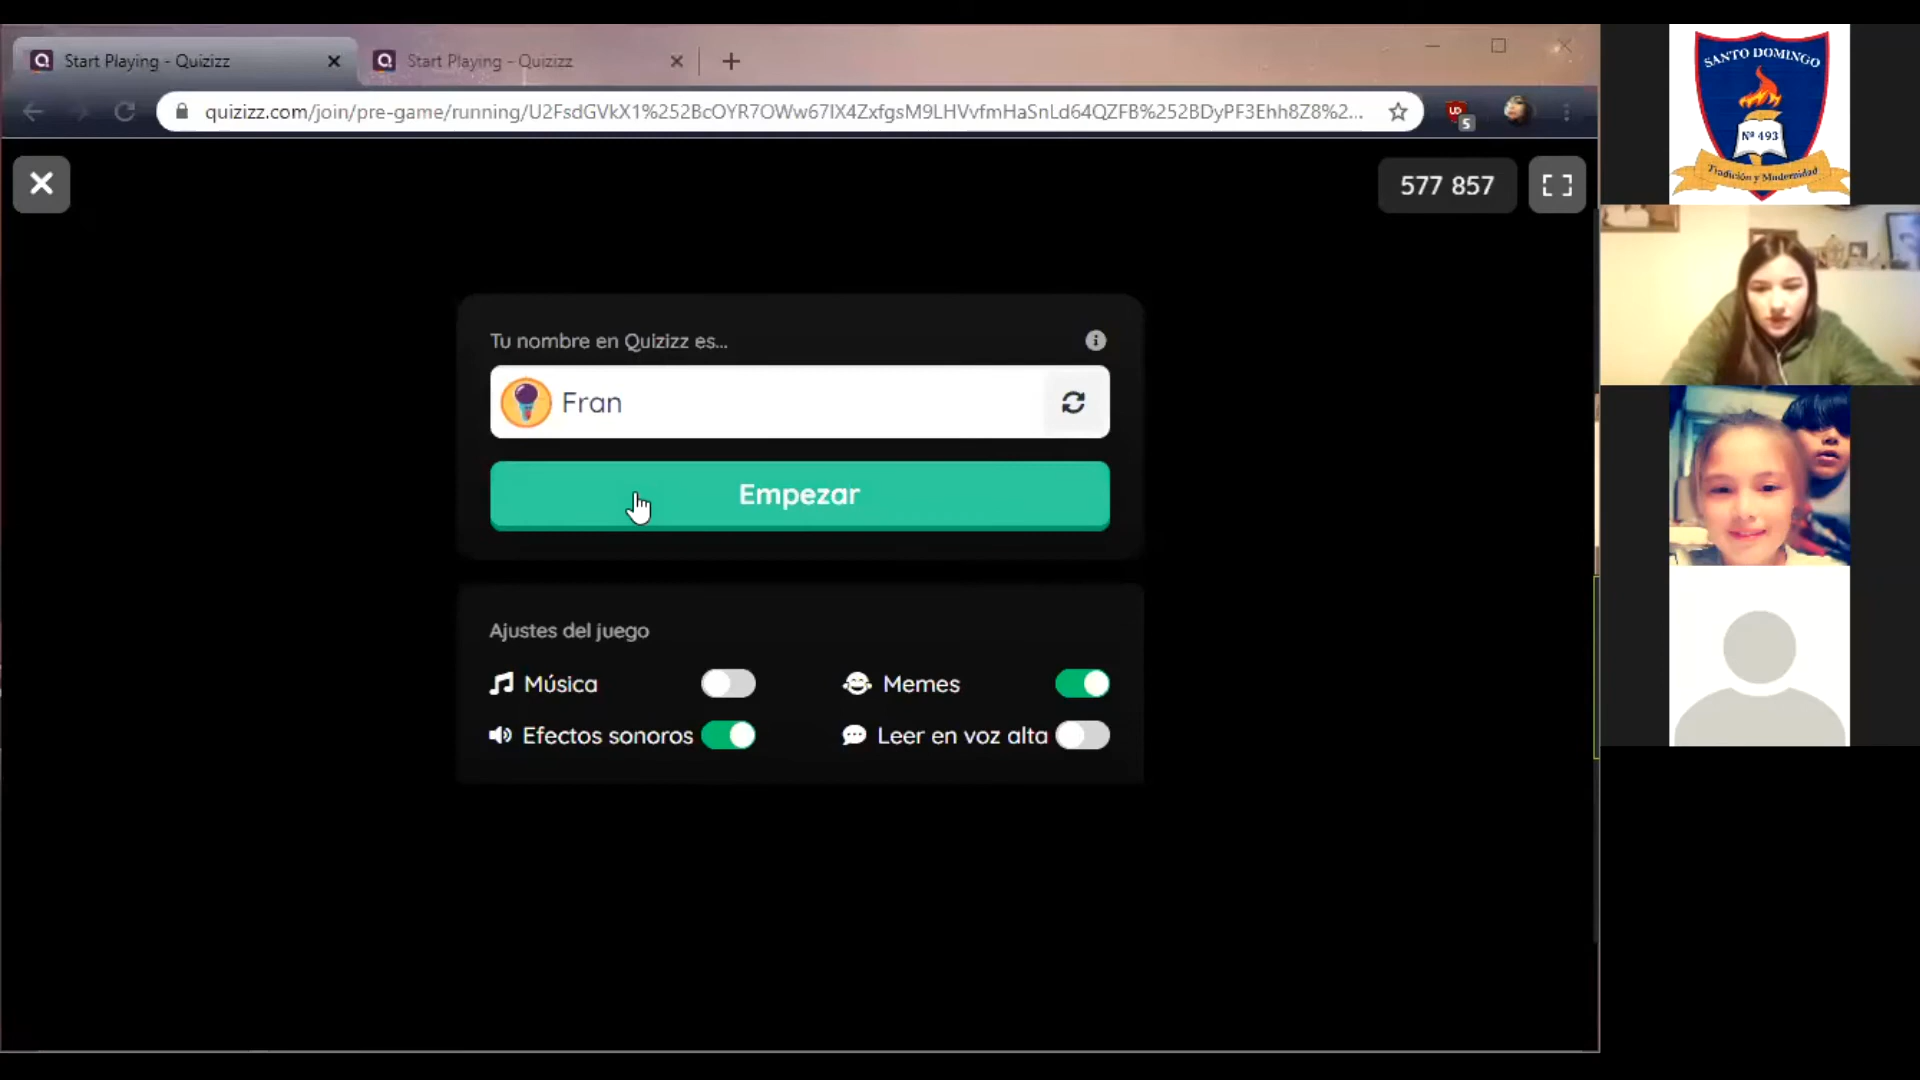 Start Playing - Quizizz
Start Playing - Quizizz
quizizz.com/join/pre-game/running/U2FsdGVkX1%252BcOYR7OWw67IX4ZxfgsM9LHVvfmHaSnLd64QZFB%252BDyPF3Ehh8Z8%2...
5
577 857
Tu nombre en Quizizz es...
Fran
Empezar
Ajustes del juego
Música
Memes
Efectos sonoros
Leer en voz alta
SANTO DOMINGO
Nº 493
Tradición y Modernidad